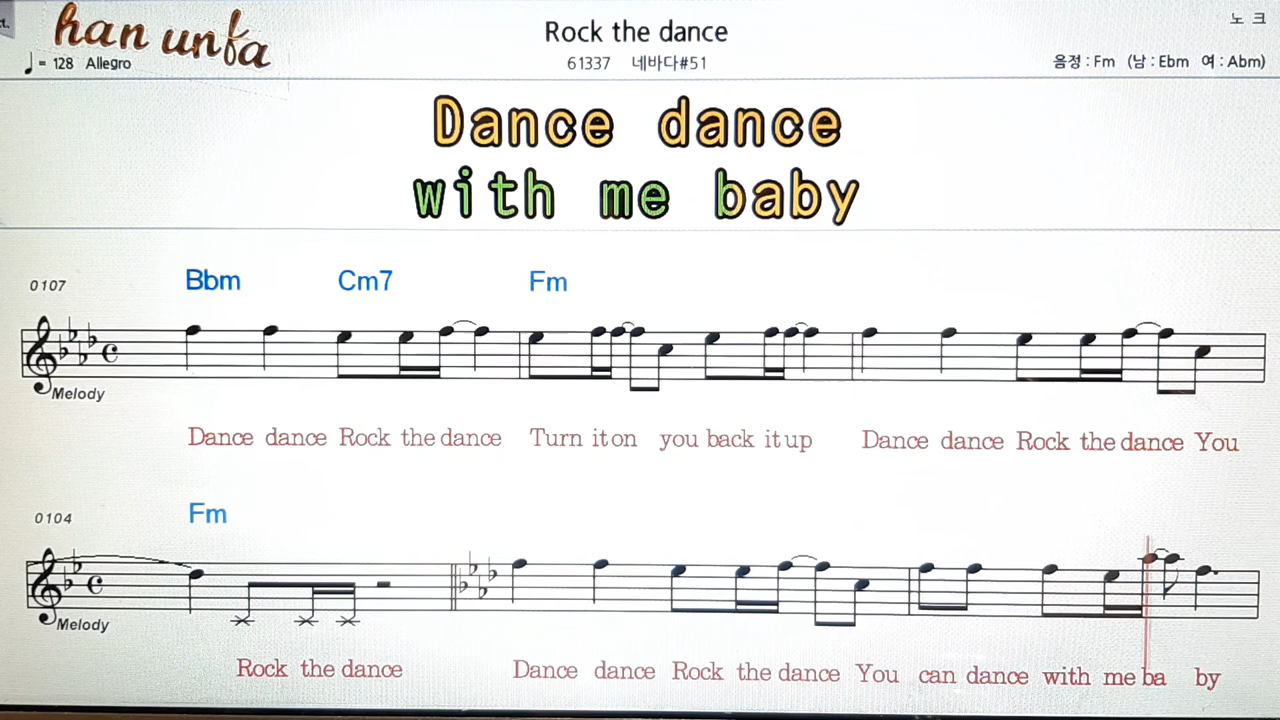 ct.
han unfa
Rock the dance
노 크
♩= 128 Allegro
61337 네바다#51
음정 : Fm (남 : Ebm 여 : Abm)
Dance dance
with me baby
0107
Bbm Cm7 Fm
Melody
Dance dance Rock the dance Turn it on you back it up Dance dance Rock the dance You
0104
Fm
Melody
Rock the dance Dance dance Rock the dance You can dance with me ba by